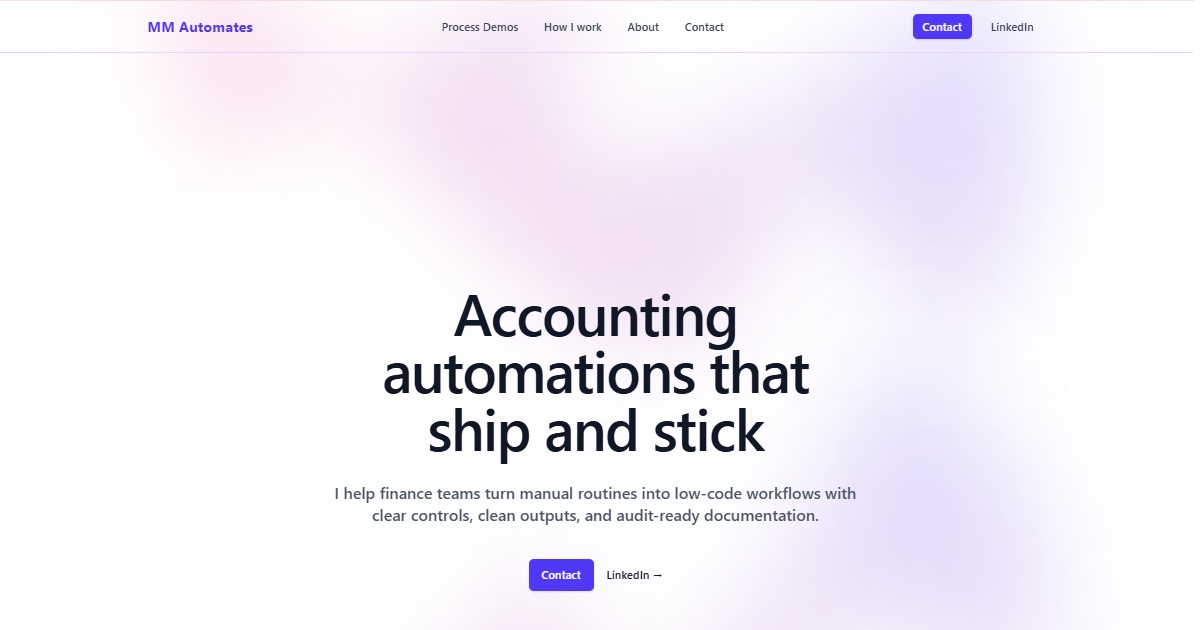 MM Automates
Process Demos
How I work
About
Contact
Contact
LinkedIn
Accounting
automations that
ship and stick
I help finance teams turn manual routines into low-code workflows with
clear controls, clean outputs, and audit-ready documentation.
Contact
LinkedIn →